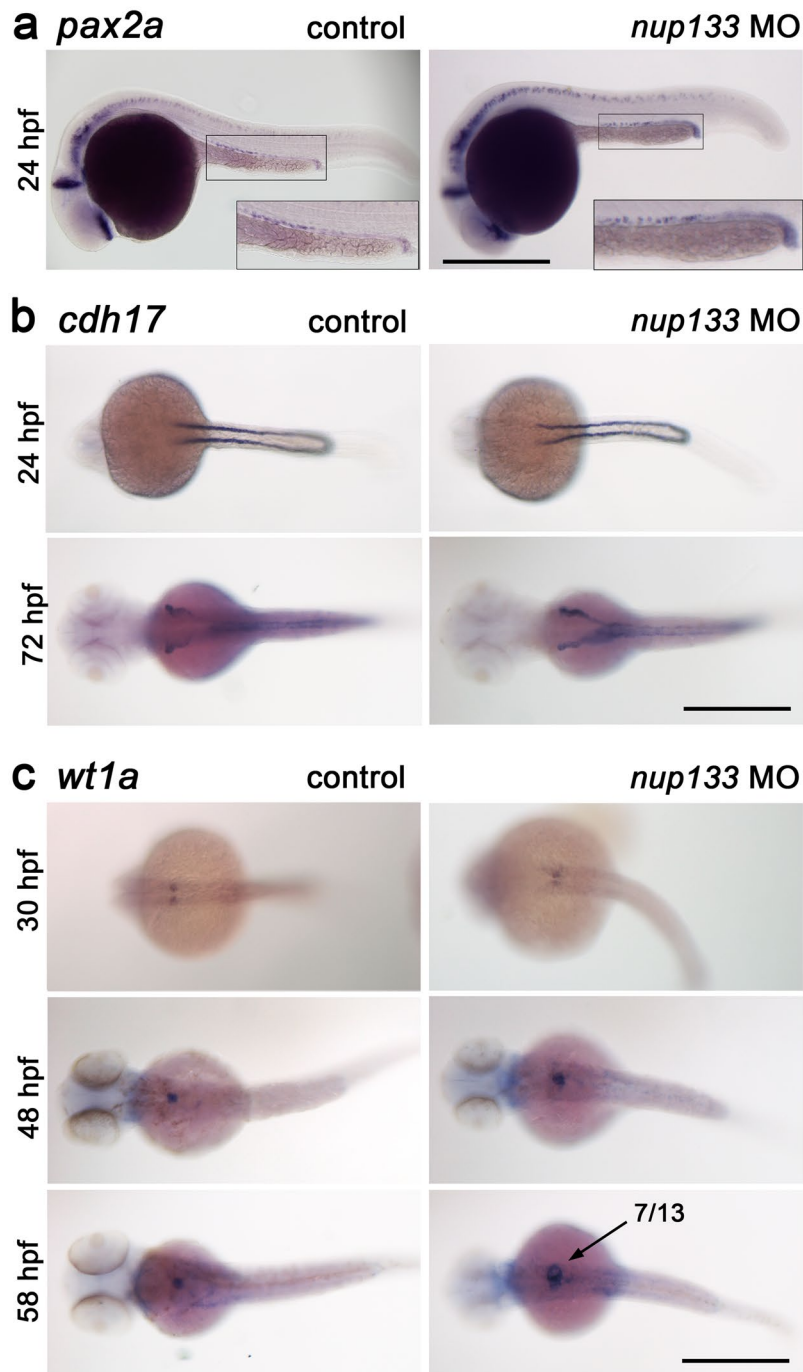 a pax2a control nup133 MO
24 hpf
b cdh17 control nup133 MO
24 hpf
72 hpf
c wt1a control nup133 MO
30 hpf
48 hpf
7/13
58 hpf